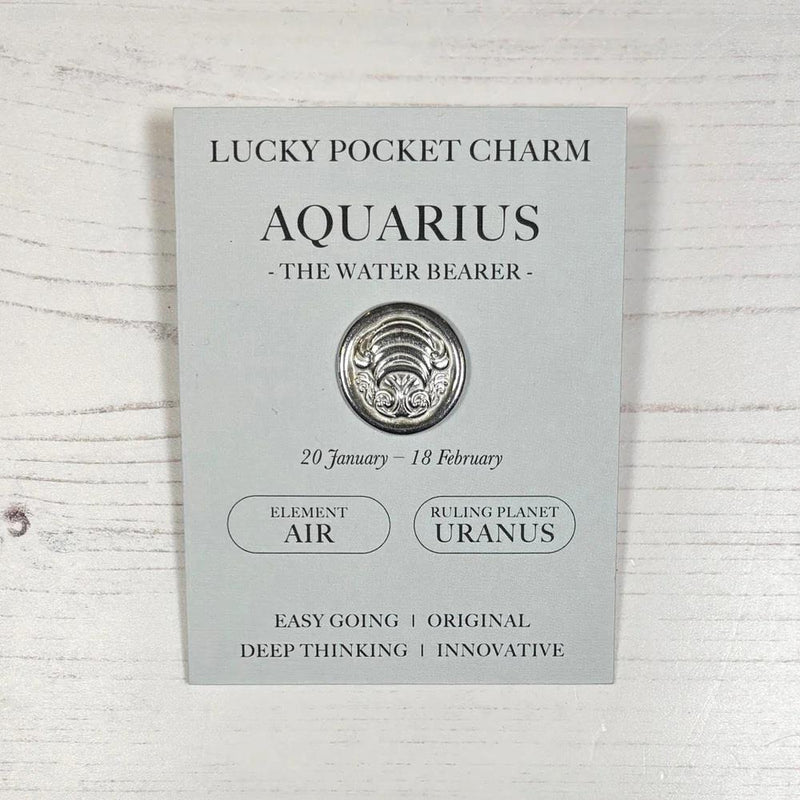 LUCKY POCKET CHARM
AQUARIUS
- THE WATER BEARER -
20 January – 18 February
ELEMENT
AIR
RULING PLANET
URANUS
EASY GOING | ORIGINAL
DEEP THINKING | INNOVATIVE